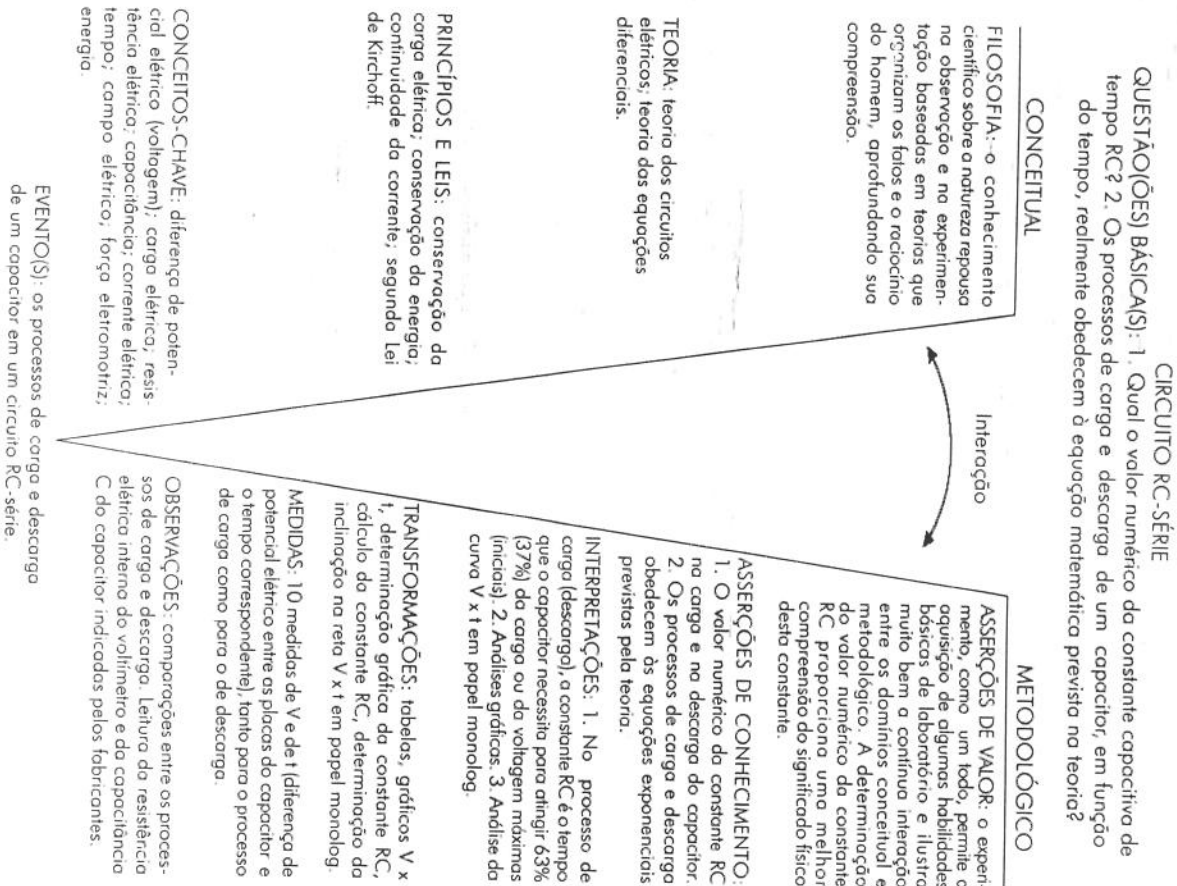 CIRCUITO RC-SÉRIE
QUESTÃO(ÕES) BÁSICA(S): 1. Qual o valor numérico da constante capacitiva de
tempo RC? 2. Os processos de carga e descarga de um capacitor, em função
do tempo, realmente obedecem à equação matemática prevista na teoria?
CONCEITUAL
FILOSOFIA: o conhecimento
científico sobre a natureza repousa
na observação e na experimen-
tação baseadas em teorias que
organizam os fatos e o raciocínio
do homem, aprofundando sua
compreensão.
TEORIA: teoria dos circuitos
elétricos; teoria das equações
diferenciais.
PRINCÍPIOS E LEIS: conservação da
carga elétrica; conservação da energia;
continuidade da corrente; segunda Lei
de Kirchoff.
CONCEITOS-CHAVE: diferença de poten-
cial elétrico (voltagem); carga elétrica; resis-
tência elétrica; capacitância; corrente elétrica;
tempo; campo elétrico; força eletromotriz;
energia.
Interação
METODOLÓGICO
ASSERÇÕES DE VALOR: o experi-
mento, como um todo, permite a
aquisição de algumas habilidades
básicas de laboratório e ilustra
muito bem a contínua interação
entre os domínios conceitual e
metodológico. A determinação
do valor numérico da constante
RC proporciona uma melhor
compreensão do significado físico
desta constante.
ASSERÇÕES DE CONHECIMENTO:
1. O valor numérico da constante RC
na carga e na descarga do capacitor.
2. Os processos de carga e descarga
obedecem às equações exponenciais
previstas pela teoria.
INTERPRETAÇÕES: 1. No processo de
carga (descarga), a constante RC é o tempo
que o capacitor necessita para atingir 63%
(37%) da carga ou da voltagem máximas
(iniciais). 2. Análises gráficas. 3. Análise da
curva V x t em papel monolog.
TRANSFORMAÇÕES: tabelas, gráficos V x
t, determinação gráfica da constante RC,
cálculo da constante RC, determinação da
inclinação na reta V x t em papel monolog.
MEDIDAS: 10 medidas de V e de t (diferença de
potencial elétrico entre as placas do capacitor e
o tempo correspondente), tanto para o processo
de carga como para o de descarga.
OBSERVAÇÕES: comparações entre os proces-
sos de carga e descarga. Leitura da resistência
elétrica interna do voltímetro e da capacitância
C do capacitor indicadas pelos fabricantes.
EVENTO(S): os processos de carga e descarga
de um capacitor em um circuito RC-série.